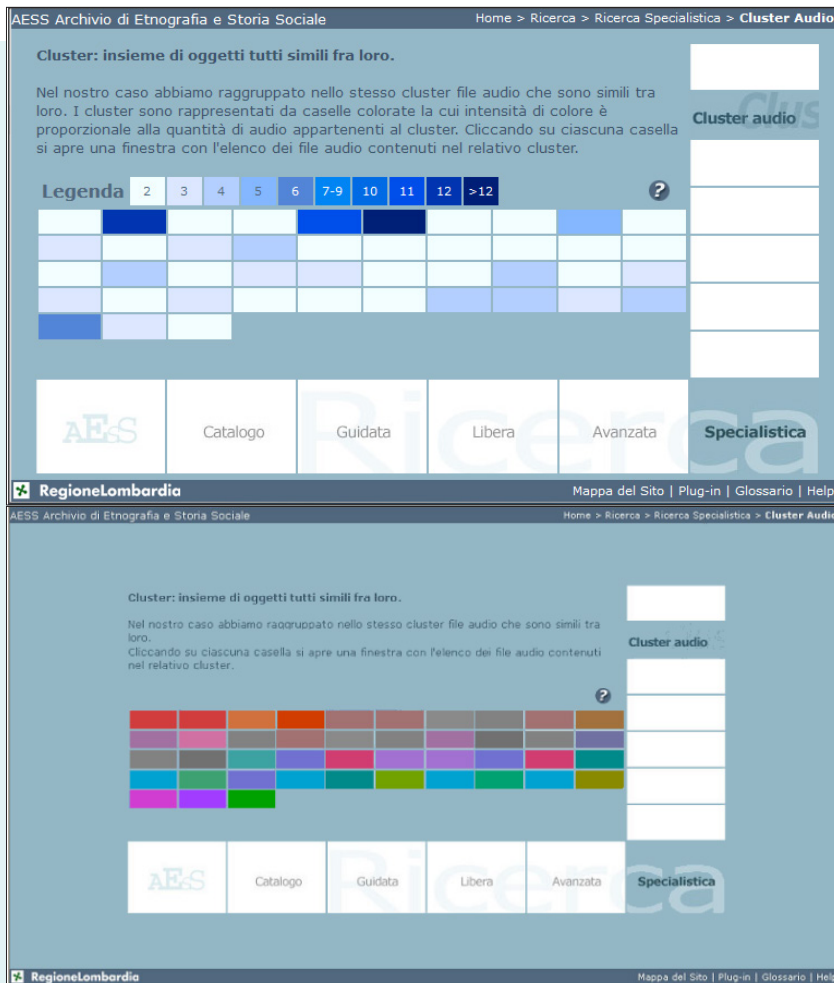 AESS Archivio di Etnografia e Storia Sociale
Home > Ricerca > Ricerca Specialistica > Cluster Audio
Cluster: insieme di oggetti tutti simili fra loro.
Nel nostro caso abbiamo raggruppato nello stesso cluster file audio che sono simili tra
loro. I cluster sono rappresentati da caselle colorate la cui intensità di colore è
proporzionale alla quantità di audio appartenenti al cluster. Cliccando su ciascuna casella
si apre una finestra con l'elenco dei file audio contenuti nel relativo cluster.
Clus
Cluster audio
Legenda 2 3 4 5 6 7-9 10 11 12 >12 ?
Ricerca
AESS Catalogo Guidata Libera Avanzata Specialistica
RegioneLombardia
Mappa del Sito | Plug-in | Glossario | Help
AESS Archivio di Etnografia e Storia Sociale
Home > Ricerca > Ricerca Specialistica > Cluster Audio
Cluster: insieme di oggetti tutti simili fra loro.
Nel nostro caso abbiamo raggruppato nello stesso cluster file audio che sono simili tra
loro.
Cliccando su ciascuna casella si apre una finestra con l'elenco dei file audio contenuti
nel relativo cluster.
Cluster audio
?
Ricerca
AESS Catalogo Guidata Libera Avanzata Specialistica
RegioneLombardia
Mappa del Sito | Plug-in | Glossario | Help